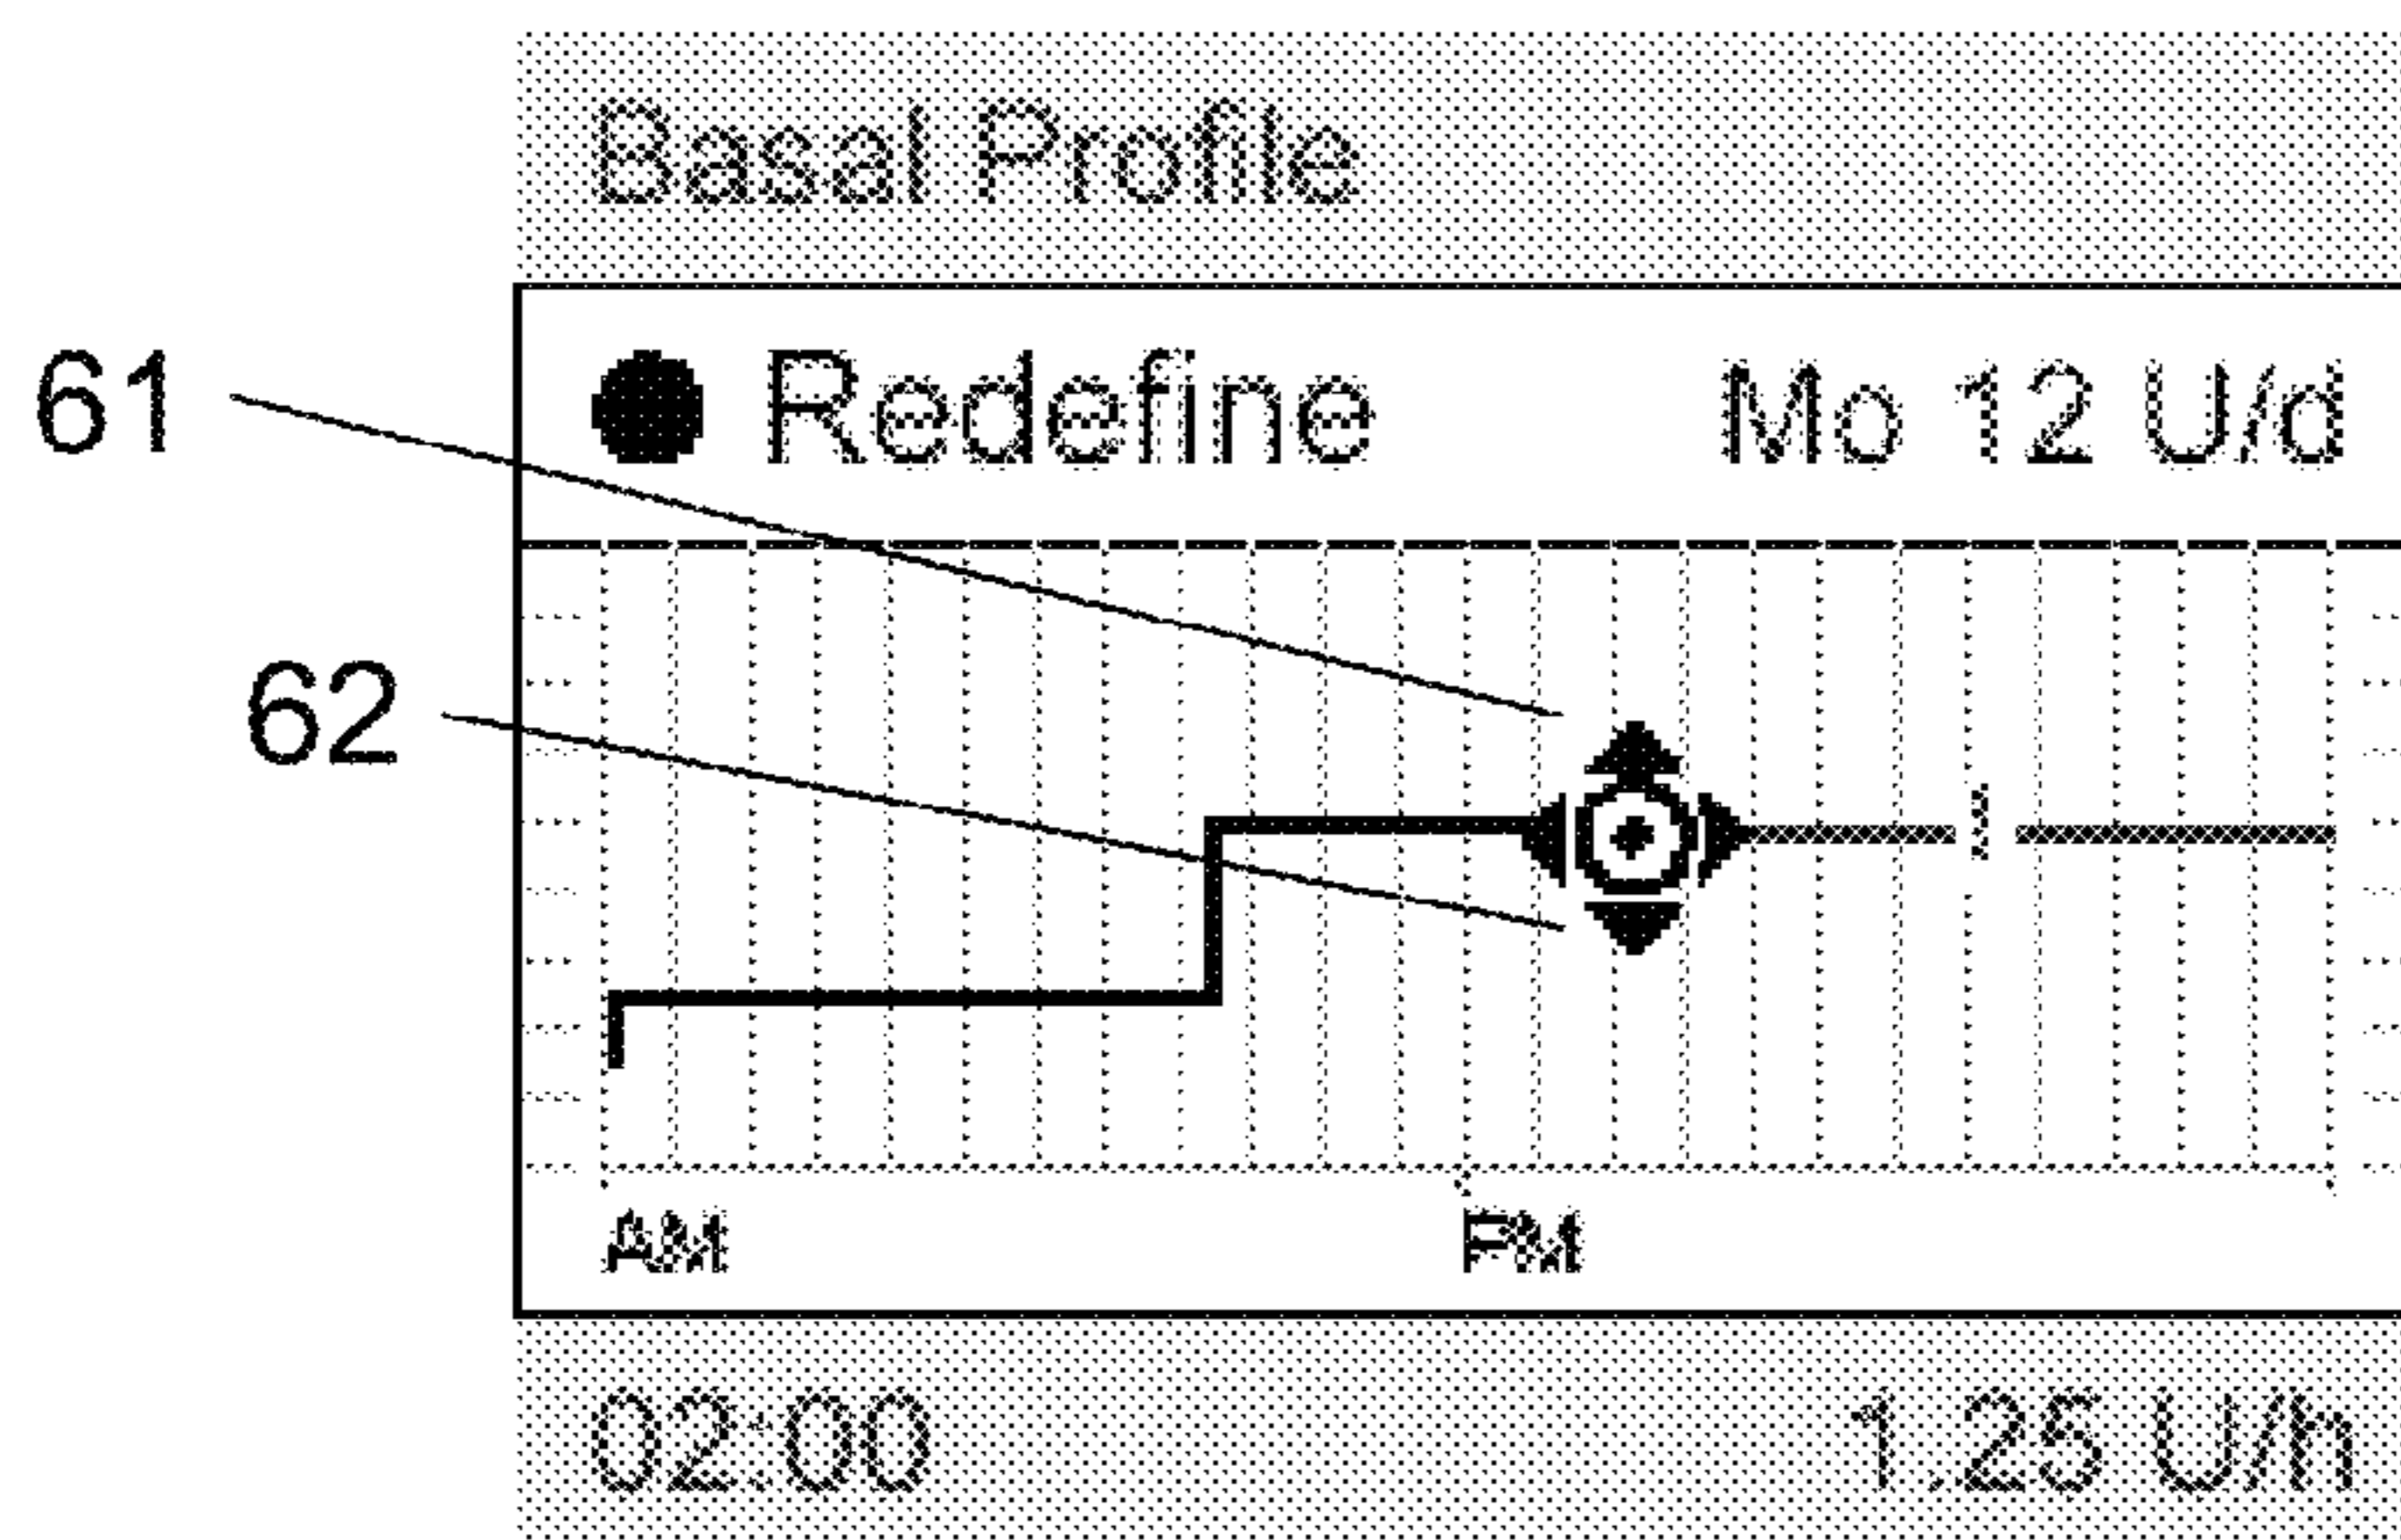 Basal Profile
61
Redefine Mo 12 U/d
62
AM PM
02:00 1.25 U/h